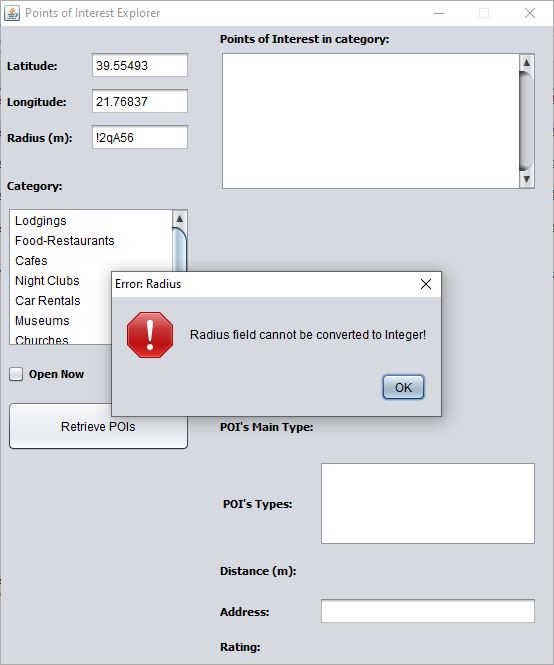 Points of Interest Explorer
Points of Interest in category:
Latitude: 39.55493
Longitude: 21.76837
Radius (m): !2qA56
Category:
Lodgings
Food-Restaurants
Cafes
Night Clubs
Car Rentals
Museums
Churches
Error: Radius
Radius field cannot be converted to Integer!
OK
Open Now
Retrieve POIs
POI's Main Type:
POI's Types:
Distance (m):
Address:
Rating: